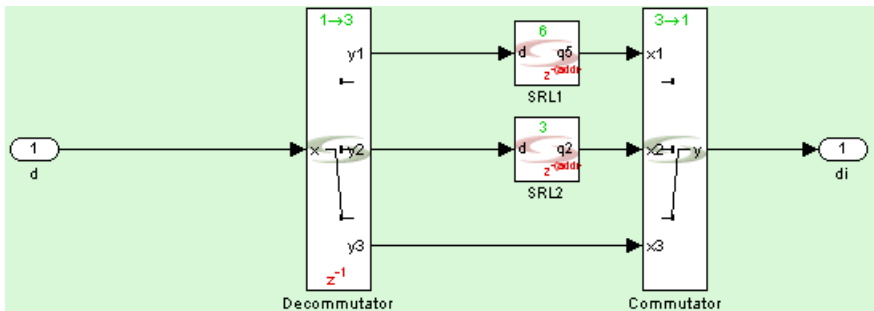 1→3
3→1
y1
6
d q5
z^-(addr
SRL1
x1
1
d
x
y2
3
d q2
z^-(addr
SRL2
x2
y
1
di
y3
x3
z^-1
Decommutator
Commutator